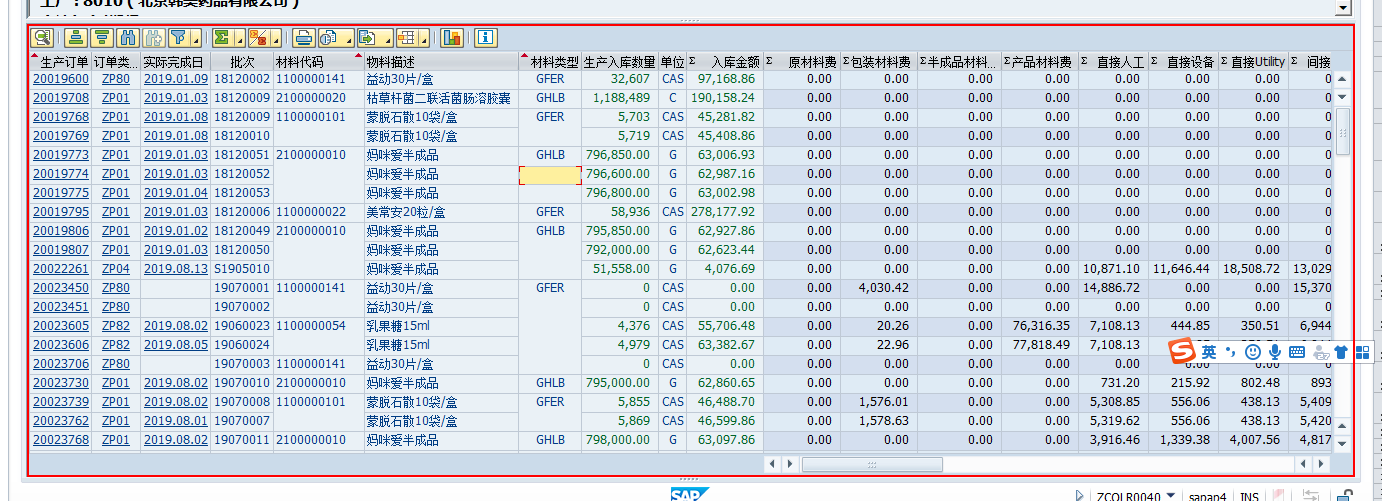 工厂：8010 ( 北京韩美药品有限公司 )
生产订单 订单类... 实际完成日 批次 材料代码 物料描述 材料类型 生产入库数量 单位 Σ 入库金额 Σ 原材料费 Σ包装材料费 Σ半成品材料... Σ产品材料费 Σ 直接人工 Σ 直接设备 Σ 直接Utility Σ 间接
20019600 ZP80 2019.01.09 18120002 1100000141 益动30片/盒 GFER 32,607 CAS 97,168.86 0.00 0.00 0.00 0.00 0.00 0.00 0.00 0
20019708 ZP01 2019.01.03 18120009 2100000020 枯草杆菌二联活菌肠溶胶囊 GHLB 1,188,489 C 190,158.24 0.00 0.00 0.00 0.00 0.00 0.00 0.00 0
20019768 ZP01 2019.01.08 18120009 1100000101 蒙脱石散10袋/盒 GFER 5,703 CAS 45,281.82 0.00 0.00 0.00 0.00 0.00 0.00 0.00 0
20019769 ZP01 2019.01.08 18120010 蒙脱石散10袋/盒 5,719 CAS 45,408.86 0.00 0.00 0.00 0.00 0.00 0.00 0.00 0
20019773 ZP01 2019.01.03 18120051 2100000010 妈咪爱半成品 GHLB 796,850.00 G 63,006.93 0.00 0.00 0.00 0.00 0.00 0.00 0.00 0
20019774 ZP01 2019.01.03 18120052 妈咪爱半成品 796,600.00 G 62,987.16 0.00 0.00 0.00 0.00 0.00 0.00 0.00 0
20019775 ZP01 2019.01.04 18120053 妈咪爱半成品 796,800.00 G 63,002.98 0.00 0.00 0.00 0.00 0.00 0.00 0.00 0
20019795 ZP01 2019.01.03 18120006 1100000022 美常安20粒/盒 GFER 58,936 CAS 278,177.92 0.00 0.00 0.00 0.00 0.00 0.00 0.00 0
20019806 ZP01 2019.01.02 18120049 2100000010 妈咪爱半成品 GHLB 795,850.00 G 62,927.86 0.00 0.00 0.00 0.00 0.00 0.00 0.00 0
20019807 ZP01 2019.01.03 18120050 妈咪爱半成品 792,000.00 G 62,623.44 0.00 0.00 0.00 0.00 0.00 0.00 0.00 0
20022261 ZP04 2019.08.13 S1905010 妈咪爱半成品 51,558.00 G 4,076.69 0.00 0.00 0.00 0.00 10,871.10 11,646.44 18,508.72 13,029
20023450 ZP80 19070001 1100000141 益动30片/盒 GFER 0 CAS 0.00 0.00 4,030.42 0.00 0.00 14,886.72 0.00 0.00 15,370
20023451 ZP80 19070002 益动30片/盒 0 CAS 0.00 0.00 0.00 0.00 0.00 0.00 0.00 0.00 0
20023605 ZP82 2019.08.02 19060023 1100000054 乳果糖15ml 4,376 CAS 55,706.48 0.00 20.26 0.00 76,316.35 7,108.13 444.85 350.51 6,944
20023606 ZP82 2019.08.05 19060024 乳果糖15ml 4,979 CAS 63,382.67 0.00 22.96 0.00 77,818.49 7,108.13
英
20023706 ZP80 19070003 1100000141 益动30片/盒 0 CAS 0.00 0.00 0.00 0.00 0.00 0.00 0.00 0.00 0
20023730 ZP01 2019.08.02 19070010 2100000010 妈咪爱半成品 GHLB 795,000.00 G 62,860.65 0.00 0.00 0.00 0.00 731.20 215.92 802.48 893
20023739 ZP01 2019.08.02 19070008 1100000101 蒙脱石散10袋/盒 GFER 5,855 CAS 46,488.70 0.00 1,576.01 0.00 0.00 5,308.85 556.06 438.13 5,409
20023762 ZP01 2019.08.01 19070007 蒙脱石散10袋/盒 5,869 CAS 46,599.86 0.00 1,578.63 0.00 0.00 5,319.62 556.06 438.13 5,420
20023768 ZP01 2019.08.02 19070011 2100000010 妈咪爱半成品 GHLB 798,000.00 G 63,097.86 0.00 0.00 0.00 0.00 3,916.46 1,339.38 4,007.56 4,817
SAP
ZCOLR0040 sapap4 INS